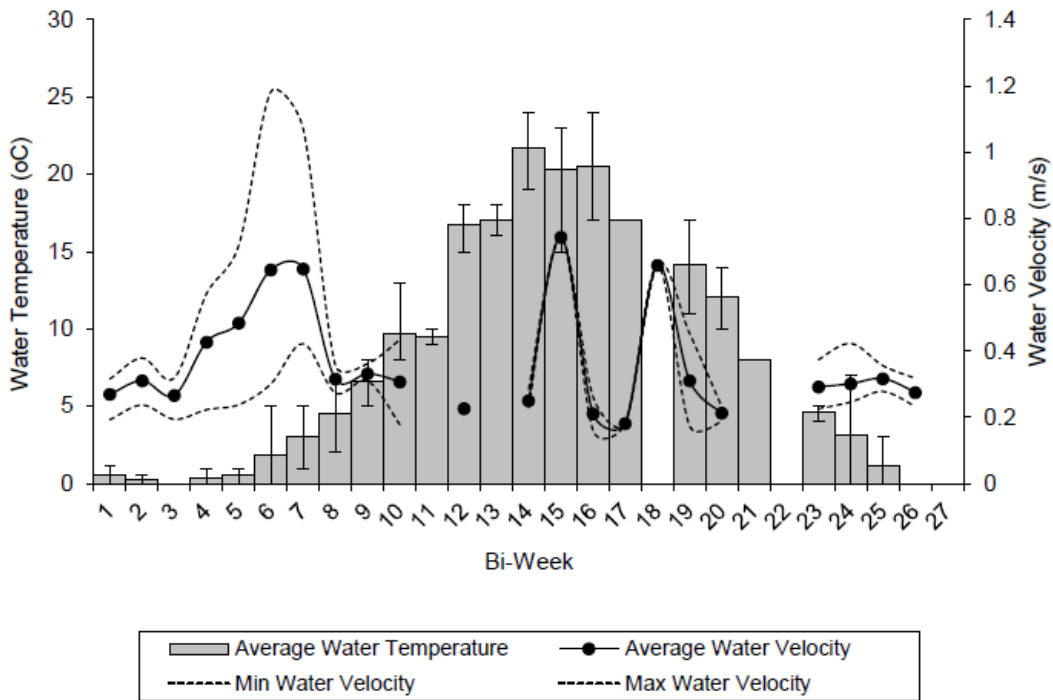 30
25
20
15
10
5
0
Water Temperature (oC)
1.4
1.2
1
0.8
0.6
0.4
0.2
0
Water Velocity (m/s)
1 2 3 4 5 6 7 8 9 10 11 12 13 14 15 16 17 18 19 20 21 22 23 24 25 26 27
Bi-Week
Average Water Temperature Average Water Velocity
Min Water Velocity Max Water Velocity